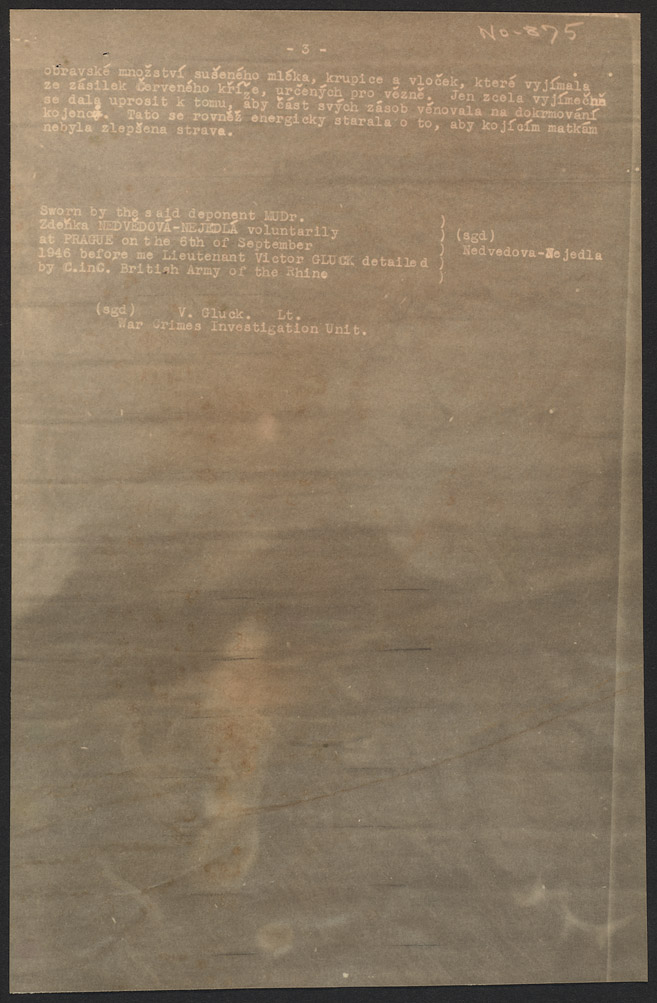 No-875
- 3 -
obravské množství sušeného mléka, krupice a vloček, které vyjímala
ze zásilek červeného kříže, určených pro vězně. Jen zcela vyjímečně
se dala uprosit k tomu, aby část svých zásob věnovala na dokrmování
kojenců. Tato se rovněž energicky starala o to, aby kojícím matkám
nebyla zlepšena strava.
Sworn by the said deponent MUDr.
Zdeňka NEDVĚDOVÁ-NEJEDLÁ voluntarily
at PRAGUE on the 6th of September
1946 before me Lieutenant Victor GLUCK detailed
by C.inC. British Army of the Rhine
(sgd)
Nedvedova-Nejedla
(sgd) V. Gluck. Lt.
War Crimes Investigation Unit.